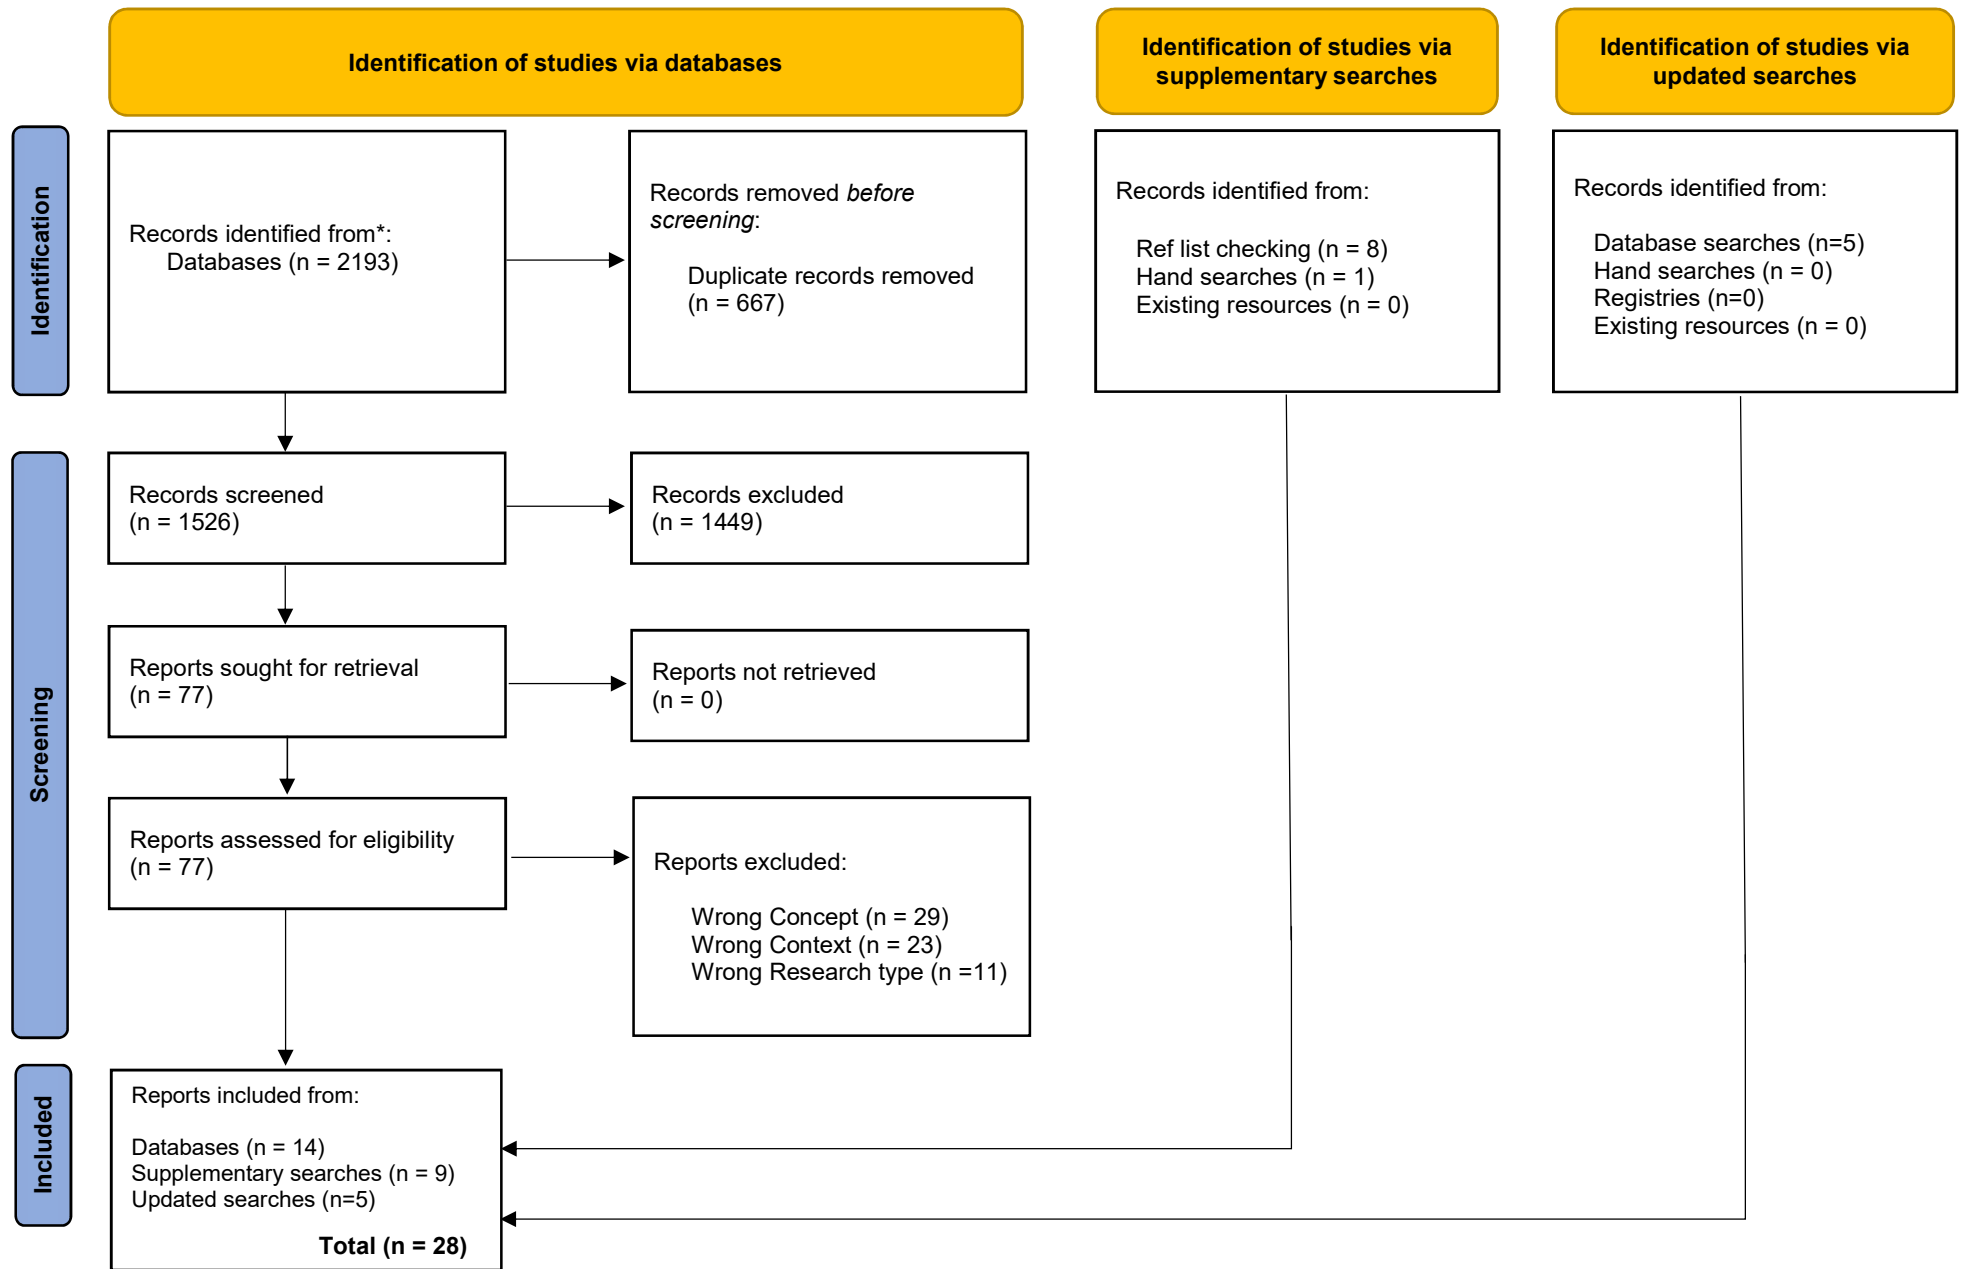 Identification of studies via databases
Identification of studies via
supplementary searches
Identification of studies via
updated searches
Identification
Records identified from*:
Databases (n = 2193)
Records removed before
screening:
Duplicate records removed
(n = 667)
Records identified from:
Ref list checking (n = 8)
Hand searches (n = 1)
Existing resources (n = 0)
Records identified from:
Database searches (n=5)
Hand searches (n = 0)
Registries (n=0)
Existing resources (n = 0)
Screening
Records screened
(n = 1526)
Records excluded
(n = 1449)
Reports sought for retrieval
(n = 77)
Reports not retrieved
(n = 0)
Reports assessed for eligibility
(n = 77)
Reports excluded:
Wrong Concept (n = 29)
Wrong Context (n = 23)
Wrong Research type (n =11)
Included
Reports included from:
Databases (n = 14)
Supplementary searches (n = 9)
Updated searches (n=5)
Total (n = 28)